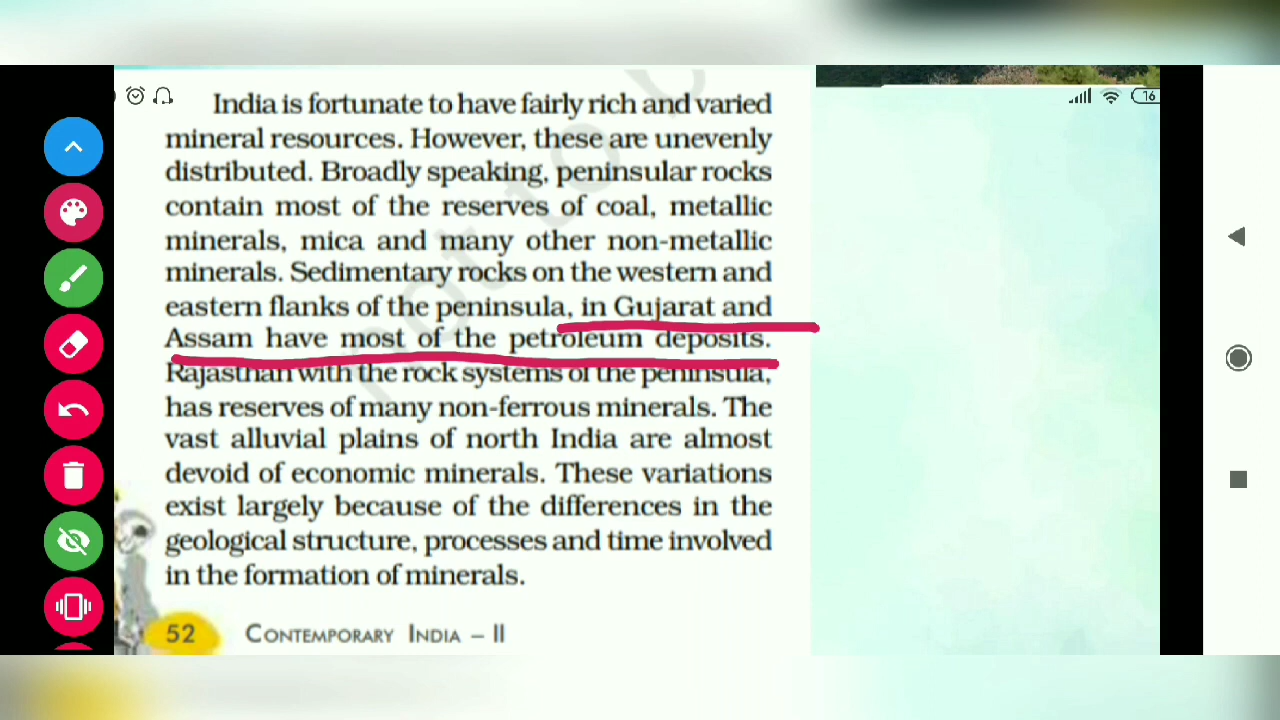 16
India is fortunate to have fairly rich and varied
mineral resources. However, these are unevenly
distributed. Broadly speaking, peninsular rocks
contain most of the reserves of coal, metallic
minerals, mica and many other non-metallic
minerals. Sedimentary rocks on the western and
eastern flanks of the peninsula, in Gujarat and
Assam have most of the petroleum deposits.
Rajasthan with the rock systems of the peninsula,
has reserves of many non-ferrous minerals. The
vast alluvial plains of north India are almost
devoid of economic minerals. These variations
exist largely because of the differences in the
geological structure, processes and time involved
in the formation of minerals.
52 CONTEMPORARY INDIA – II
not to